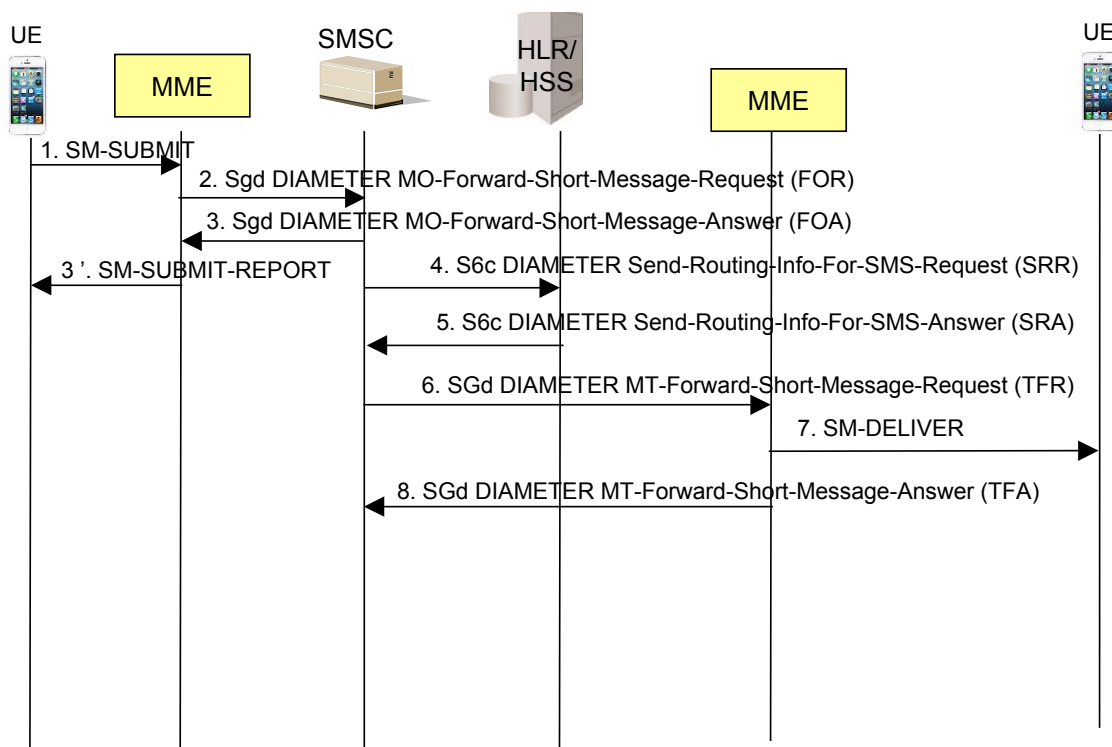 UE
SMSC
HLR/
HSS
UE
MME
MME
1. SM-SUBMIT
2. Sgd DIAMETER MO-Forward-Short-Message-Request (FOR)
3. Sgd DIAMETER MO-Forward-Short-Message-Answer (FOA)
3 '. SM-SUBMIT-REPORT
4. S6c DIAMETER Send-Routing-Info-For-SMS-Request (SRR)
5. S6c DIAMETER Send-Routing-Info-For-SMS-Answer (SRA)
6. SGd DIAMETER MT-Forward-Short-Message-Request (TFR)
7. SM-DELIVER
8. SGd DIAMETER MT-Forward-Short-Message-Answer (TFA)